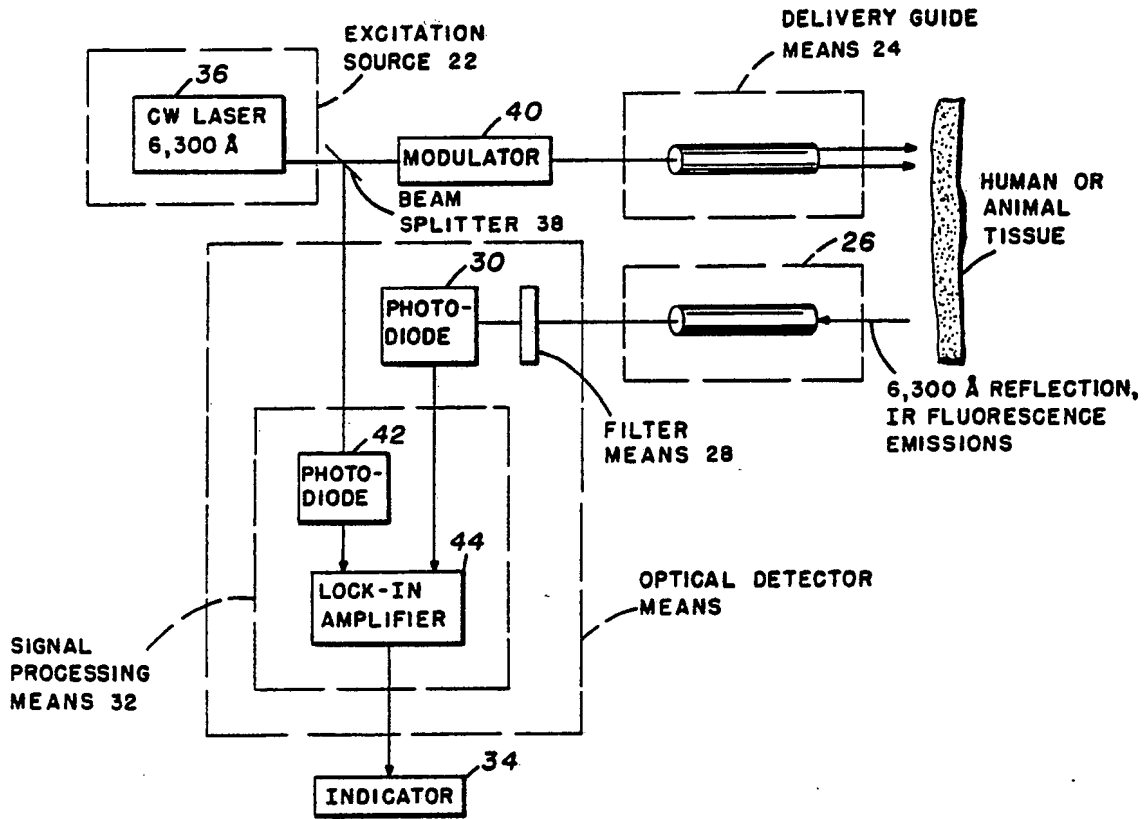 EXCITATION
SOURCE 22
DELIVERY GUIDE
MEANS 24
36
CW LASER
6,300 Å
40
MODULATOR
BEAM
SPLITTER 38
HUMAN OR
ANIMAL
TISSUE
26
30
PHOTO-
DIODE
6,300 Å REFLECTION,
IR FLUORESCENCE
EMISSIONS
FILTER
MEANS 28
42
PHOTO-
DIODE
44
LOCK-IN
AMPLIFIER
OPTICAL DETECTOR
MEANS
SIGNAL
PROCESSING
MEANS 32
34
INDICATOR